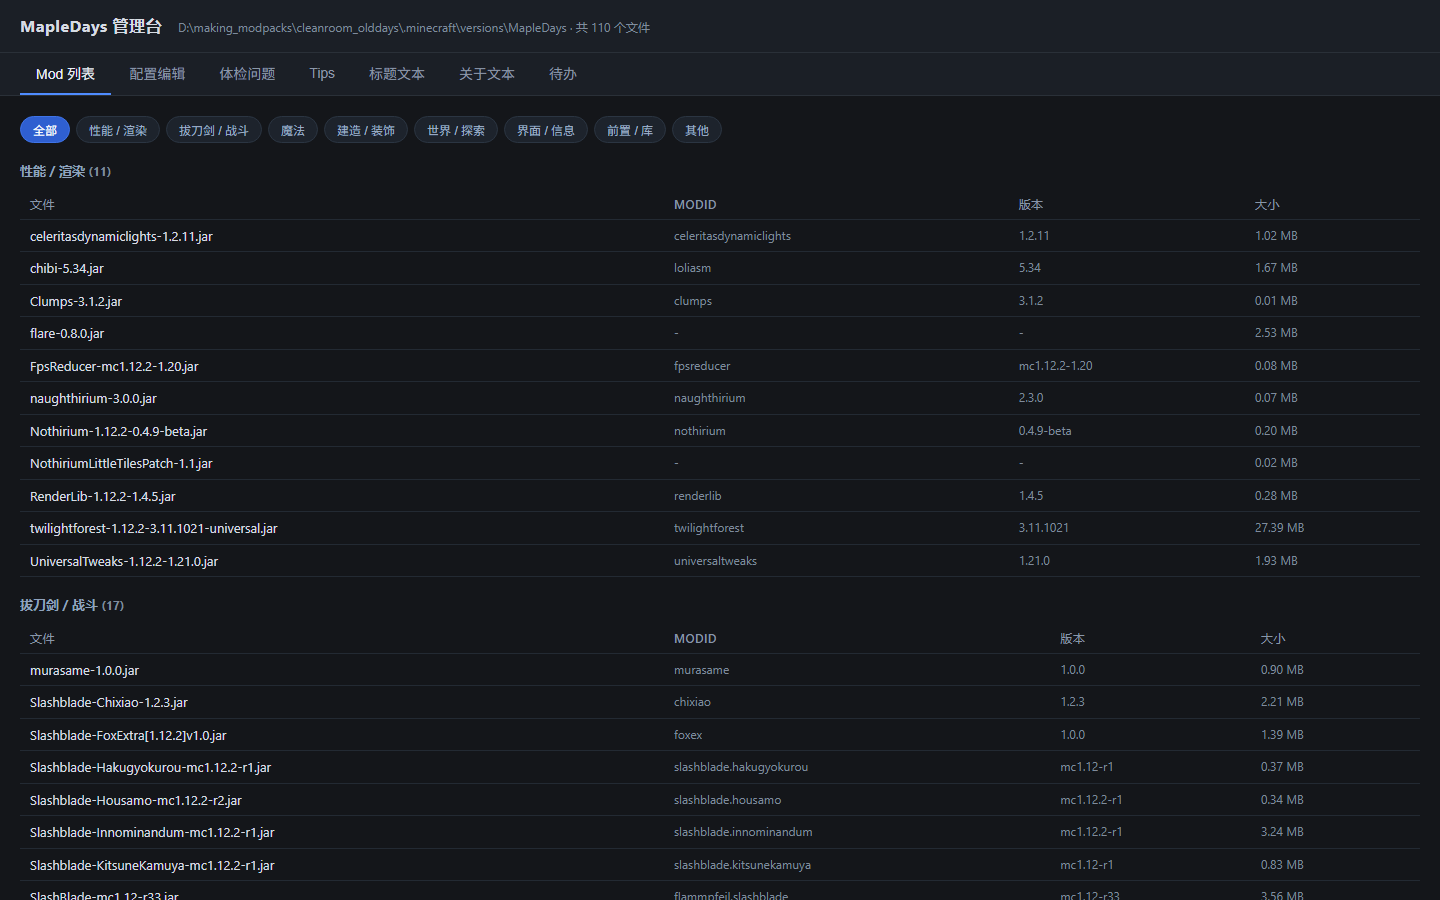 MapleDays 管理台 D:\making_modpacks\cleanroom_olddays\.minecraft\versions\MapleDays · 共 110 个文件
Mod 列表 配置编辑 体检问题 Tips 标题文本 关于文本 待办
全部 性能 / 渲染 拔刀剑 / 战斗 魔法 建造 / 装饰 世界 / 探索 界面 / 信息 前置 / 库 其他
性能 / 渲染 (11)
文件 MODID 版本 大小
celeritasdynamiclights-1.2.11.jar celeritasdynamiclights 1.2.11 1.02 MB
chibi-5.34.jar loliasm 5.34 1.67 MB
Clumps-3.1.2.jar clumps 3.1.2 0.01 MB
flare-0.8.0.jar - - 2.53 MB
FpsReducer-mc1.12.2-1.20.jar fpsreducer mc1.12.2-1.20 0.08 MB
naughthirium-3.0.0.jar naughthirium 2.3.0 0.07 MB
Nothirium-1.12.2-0.4.9-beta.jar nothirium 0.4.9-beta 0.20 MB
NothiriumLittleTilesPatch-1.1.jar - - 0.02 MB
RenderLib-1.12.2-1.4.5.jar renderlib 1.4.5 0.28 MB
twilightforest-1.12.2-3.11.1021-universal.jar twilightforest 3.11.1021 27.39 MB
UniversalTweaks-1.12.2-1.21.0.jar universaltweaks 1.21.0 1.93 MB
拔刀剑 / 战斗 (17)
文件 MODID 版本 大小
murasame-1.0.0.jar murasame 1.0.0 0.90 MB
Slashblade-Chixiao-1.2.3.jar chixiao 1.2.3 2.21 MB
Slashblade-FoxExtra[1.12.2]v1.0.jar foxex 1.0.0 1.39 MB
Slashblade-Hakugyokurou-mc1.12.2-r1.jar slashblade.hakugyokurou mc1.12-r1 0.37 MB
Slashblade-Housamo-mc1.12.2-r2.jar slashblade.housamo mc1.12.2-r1 0.34 MB
Slashblade-Innominandum-mc1.12.2-r1.jar slashblade.innominandum mc1.12.2-r1 3.24 MB
Slashblade-KitsuneKamuya-mc1.12.2-r1.jar slashblade.kitsunekamuya mc1.12-r1 0.83 MB
SlashBlade-mc1.12-r33.jar flammpfeil.slashblade mc1.12-r33 3.56 MB